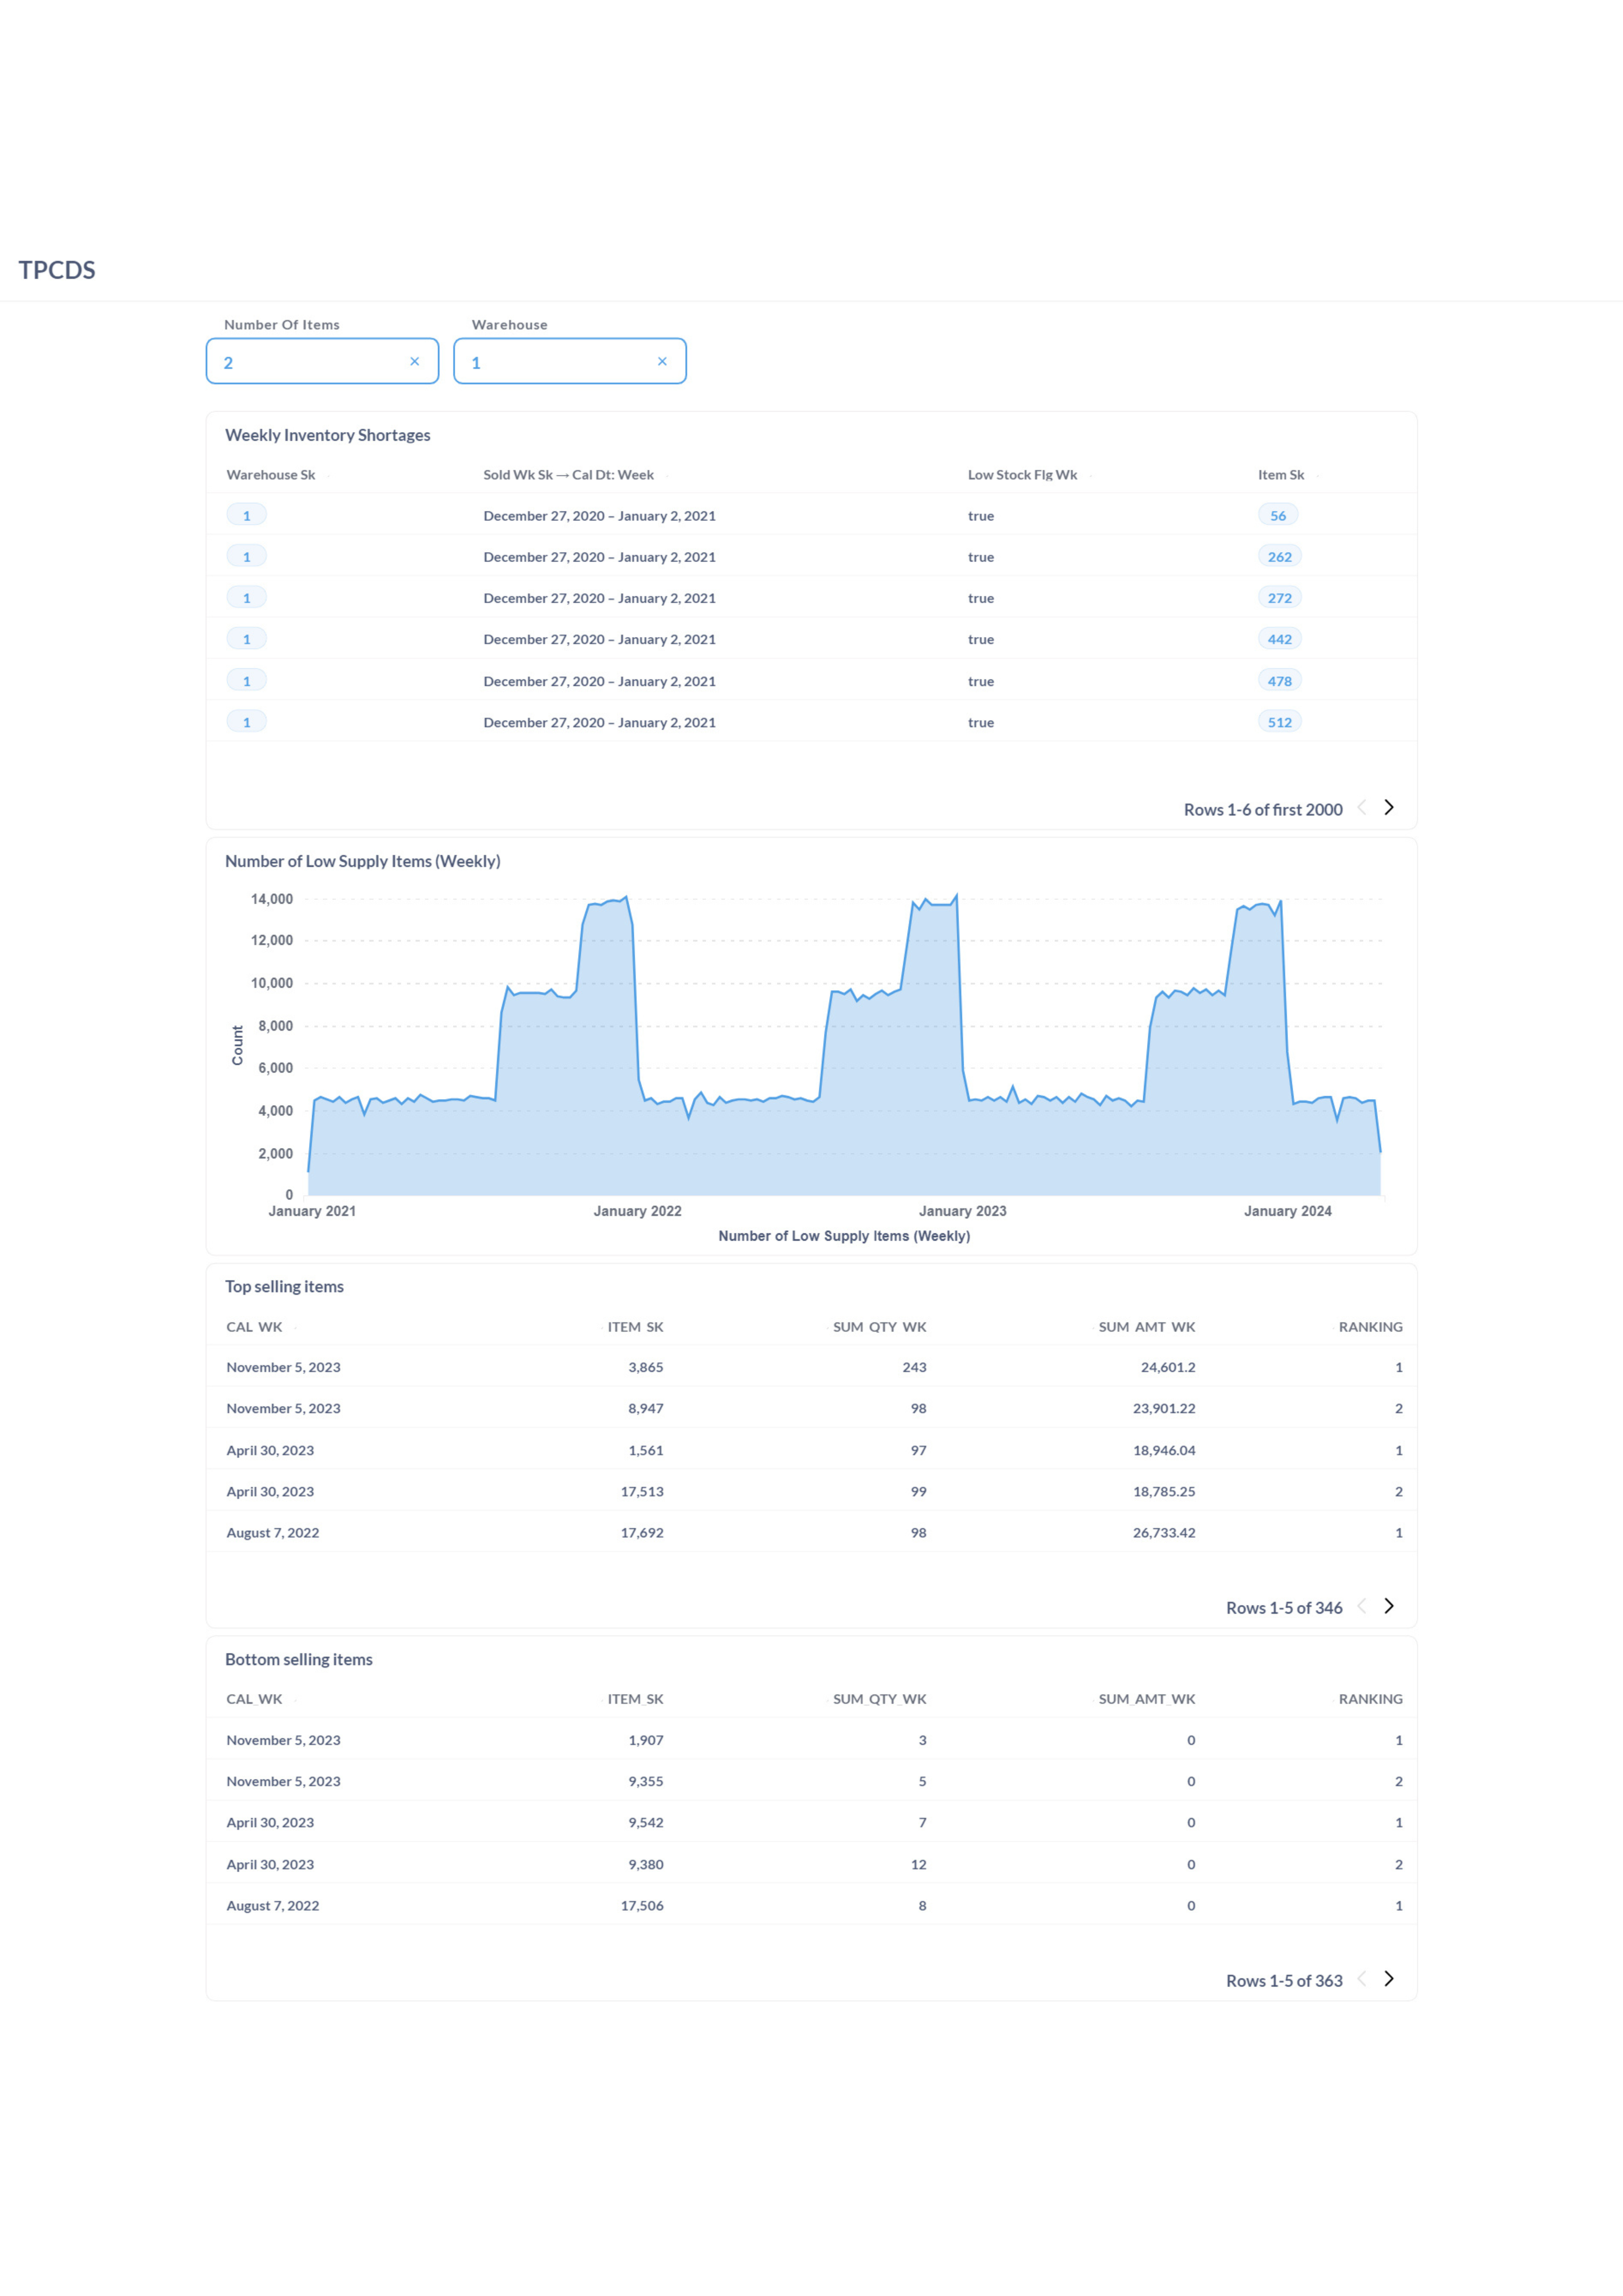 TPCDS
Number Of Items Warehouse
2 × 1 ×
Weekly Inventory Shortages
Warehouse Sk Sold Wk Sk → Cal Dt: Week Low Stock Flg Wk Item Sk
1 December 27, 2020 – January 2, 2021 true 56
1 December 27, 2020 – January 2, 2021 true 262
1 December 27, 2020 – January 2, 2021 true 272
1 December 27, 2020 – January 2, 2021 true 442
1 December 27, 2020 – January 2, 2021 true 478
1 December 27, 2020 – January 2, 2021 true 512
Rows 1-6 of first 2000
Number of Low Supply Items (Weekly)
14,000
12,000
10,000
8,000
6,000
4,000
2,000
0
Count
January 2021 January 2022 January 2023 January 2024
Number of Low Supply Items (Weekly)
Top selling items
CAL_WK ITEM_SK SUM_QTY_WK SUM_AMT_WK RANKING
November 5, 2023 3,865 243 24,601.2 1
November 5, 2023 8,947 98 23,901.22 2
April 30, 2023 1,561 97 18,946.04 1
April 30, 2023 17,513 99 18,785.25 2
August 7, 2022 17,692 98 26,733.42 1
Rows 1-5 of 346
Bottom selling items
CAL_WK ITEM_SK SUM_QTY_WK SUM_AMT_WK RANKING
November 5, 2023 1,907 3 0 1
November 5, 2023 9,355 5 0 2
April 30, 2023 9,542 7 0 1
April 30, 2023 9,380 12 0 2
August 7, 2022 17,506 8 0 1
Rows 1-5 of 363